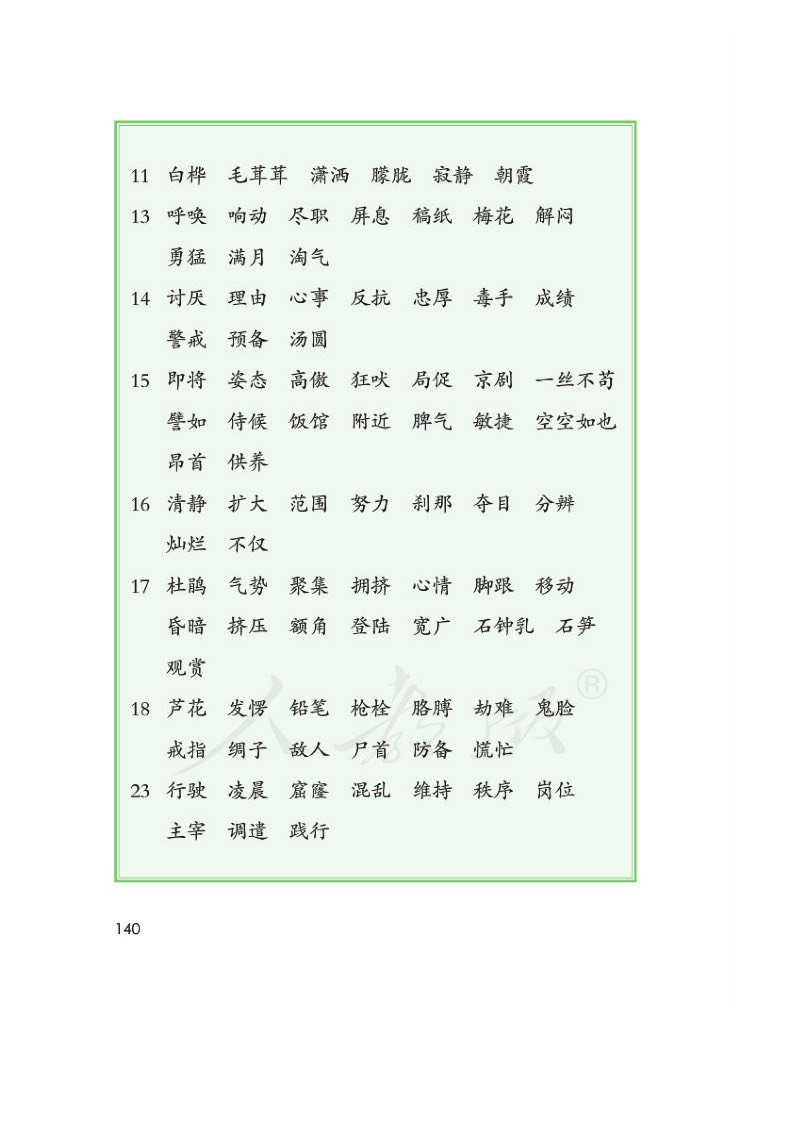 11 白桦 毛茸茸 潇洒 朦胧 寂静 朝霞
13 呼唤 响动 尽职 屏息 稿纸 梅花 解闷
勇猛 满月 淘气
14 讨厌 理由 心事 反抗 忠厚 毒手 成绩
警戒 预备 汤圆
15 即将 姿态 高傲 狂吠 局促 京剧 一丝不苟
譬如 侍候 饭馆 附近 脾气 敏捷 空空如也
昂首 供养
16 清静 扩大 范围 努力 刹那 夺目 分辨
灿烂 不仅
17 杜鹃 气势 聚集 拥挤 心情 脚跟 移动
昏暗 挤压 额角 登陆 宽广 石钟乳 石笋
观赏
18 芦花 发愣 铅笔 枪栓 胳膊 劫难 鬼脸
戒指 绸子 敌人 尸首 防备 慌忙
23 行驶 凌晨 窟窿 混乱 维持 秩序 岗位
主宰 调遣 践行
人教版®
140